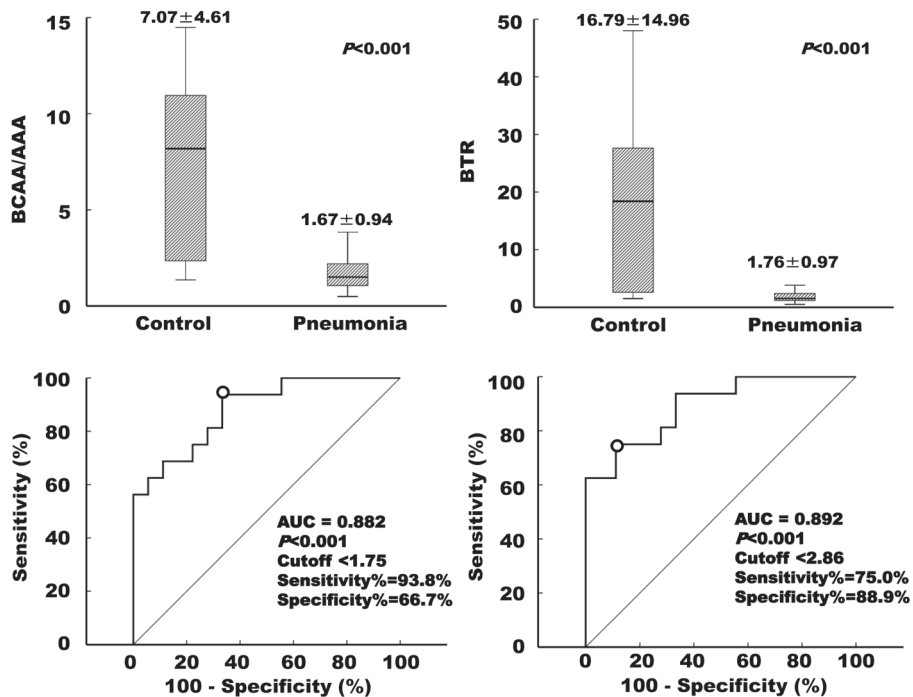 7.07±4.61
P<0.001
15
10
5
0
BCAA/AAA
1.67±0.94
Control
Pneumonia
16.79±14.96
P<0.001
50
40
30
20
10
0
BTR
1.76±0.97
Control
Pneumonia
100
80
60
40
20
0
Sensitivity (%)
AUC = 0.882
P<0.001
Cutoff <1.75
Sensitivity%=93.8%
Specificity%=66.7%
0 20 40 60 80 100
100 - Specificity (%)
100
80
60
40
20
0
Sensitivity (%)
AUC = 0.892
P<0.001
Cutoff <2.86
Sensitivity%=75.0%
Specificity%=88.9%
0 20 40 60 80 100
100 - Specificity (%)